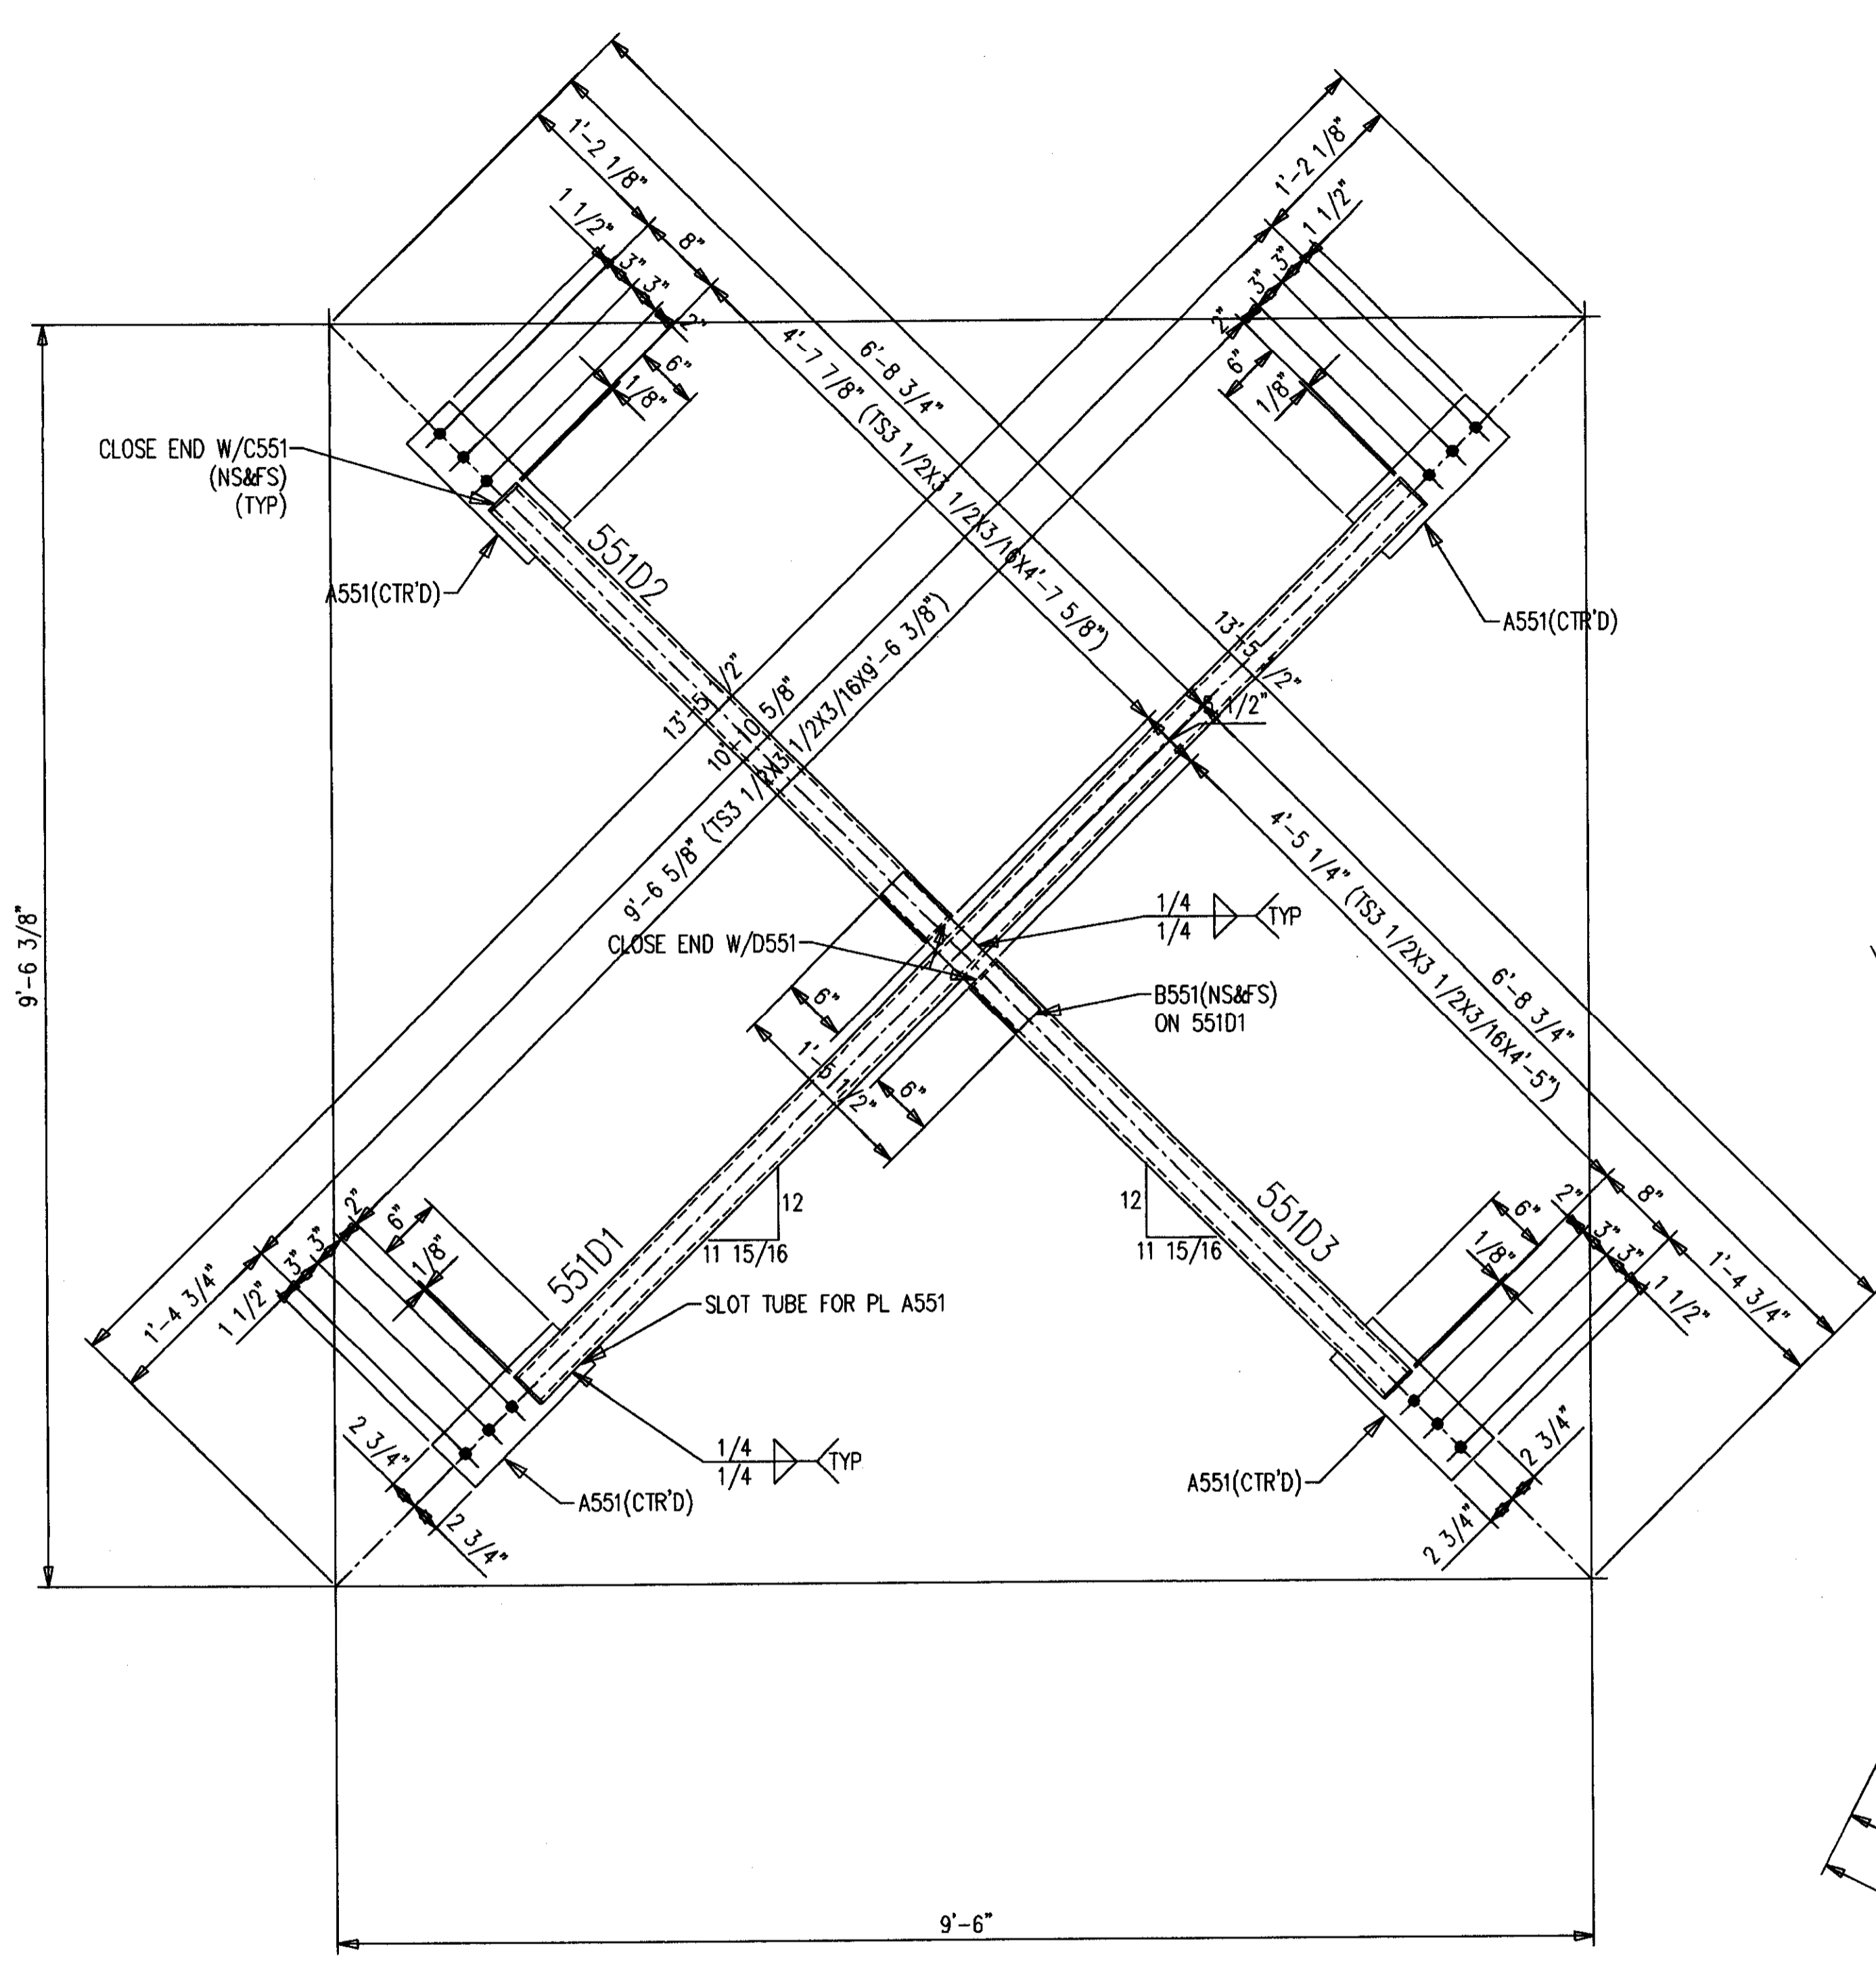 1'-2 1/8"
1 1/2"
3"
3"
2"
8"
6"
1/8"
4'-7 7/8" (TS3 1/2X3 1/2X3/16X4'-7 5/8")
6'-8 3/4"
1'-2 1/8"
1 1/2"
3"
3"
2"
6"
1/8"
CLOSE END W/C551
(NS&FS)
(TYP)
A551(CTR'D)
551D2
A551(CTR'D)
13'-5 1/2"
10'-10 5/8"
9'-6 5/8" (TS3 1/2X3 1/2X3/16X9'-6 3/8")
13'-5 1/2"
1/2"
9'-6 3/8"
4'-5 1/4" (TS3 1/2X3 1/2X3/16X4'-5")
6'-8 3/4"
CLOSE END W/D551
1/4
1/4
TYP
B551(NS&FS)
ON 551D1
6"
1'-5 1/2"
6"
12
11 15/16
12
11 15/16
551D1
551D3
SLOT TUBE FOR PL A551
1'-4 3/4"
1 1/2"
3"
3"
2"
6"
1/8"
6"
1/8"
2"
3"
3"
1 1/2"
8"
1'-4 3/4"
2 3/4"
2 3/4"
1/4
1/4
TYP
A551(CTR'D)
A551(CTR'D)
2 3/4"
2 3/4"
9'-6"